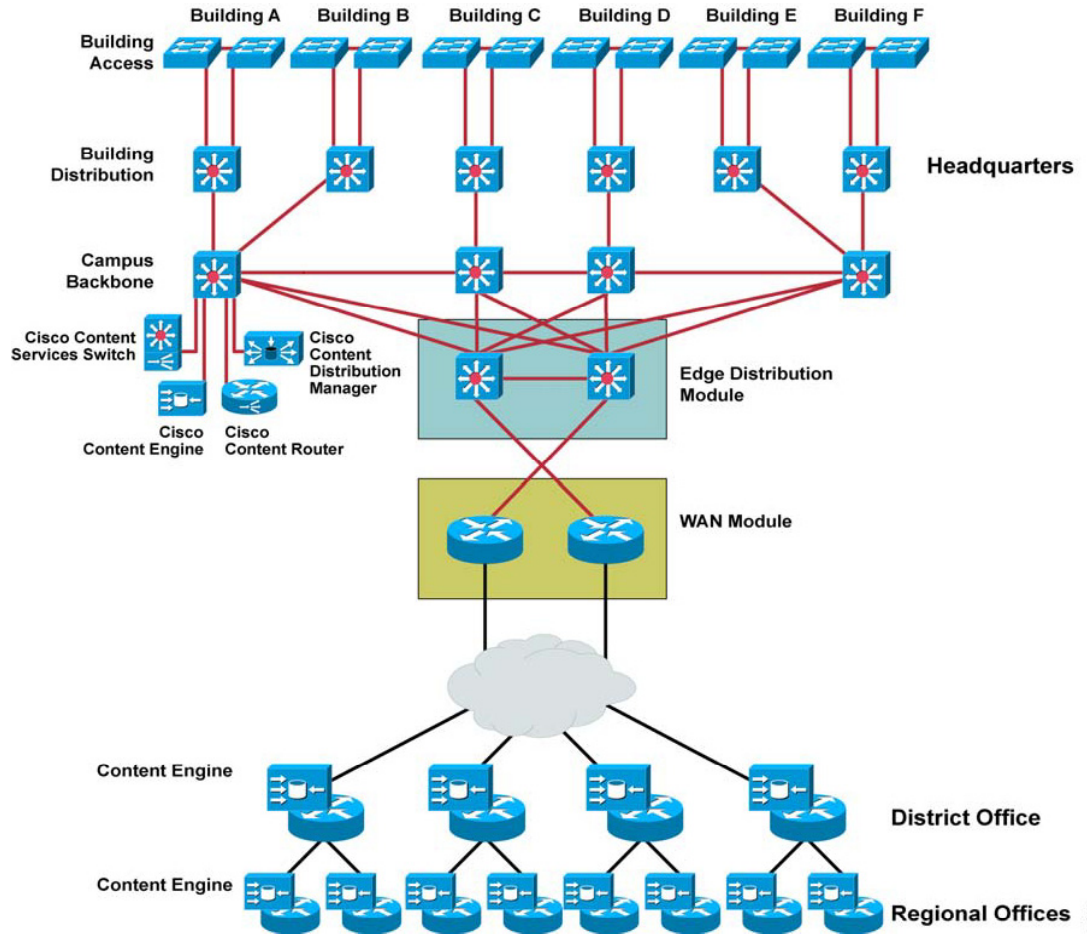 Building A
Building B
Building C
Building D
Building E
Building F
Building
Access
Building
Distribution
Headquarters
Campus
Backbone
Cisco Content
Services Switch
Cisco
Content
Distribution
Manager
Cisco
Content Engine
Cisco
Content Router
Edge Distribution
Module
WAN Module
Content Engine
District Office
Content Engine
Regional Offices